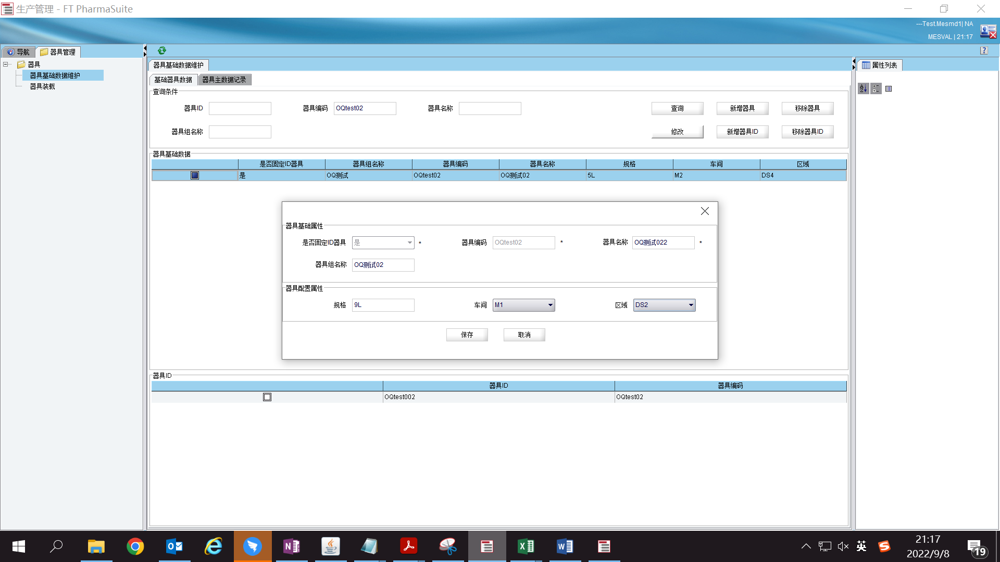 生产管理 - FT PharmaSuite
---Test.Mesmd1| NA
MESVAL | 21:17
导航
器具管理
器具
器具基础数据维护
器具装载
器具基础数据维护
基础器具数据
器具主数据记录
查询条件
器具ID
器具编码 OQtest02
器具名称
查询
新增器具
移除器具
器具组名称
修改
新增器具ID
移除器具ID
器具基础数据
是否固定ID器具 器具组名称 器具编码 器具名称 规格 车间 区域
是 OQ测试 OQtest02 OQ测试02 5L M2 DS4
器具基础属性
是否固定ID器具 是 * 器具编码 OQtest02 * 器具名称 OQ测试022 *
器具组名称 OQ测试02
器具配置属性
规格 9L 车间 M1 区域 DS2
保存 取消
器具ID
器具ID 器具编码
OQtest002 OQtest02
属性列表
英
21:17
2022/9/8
19